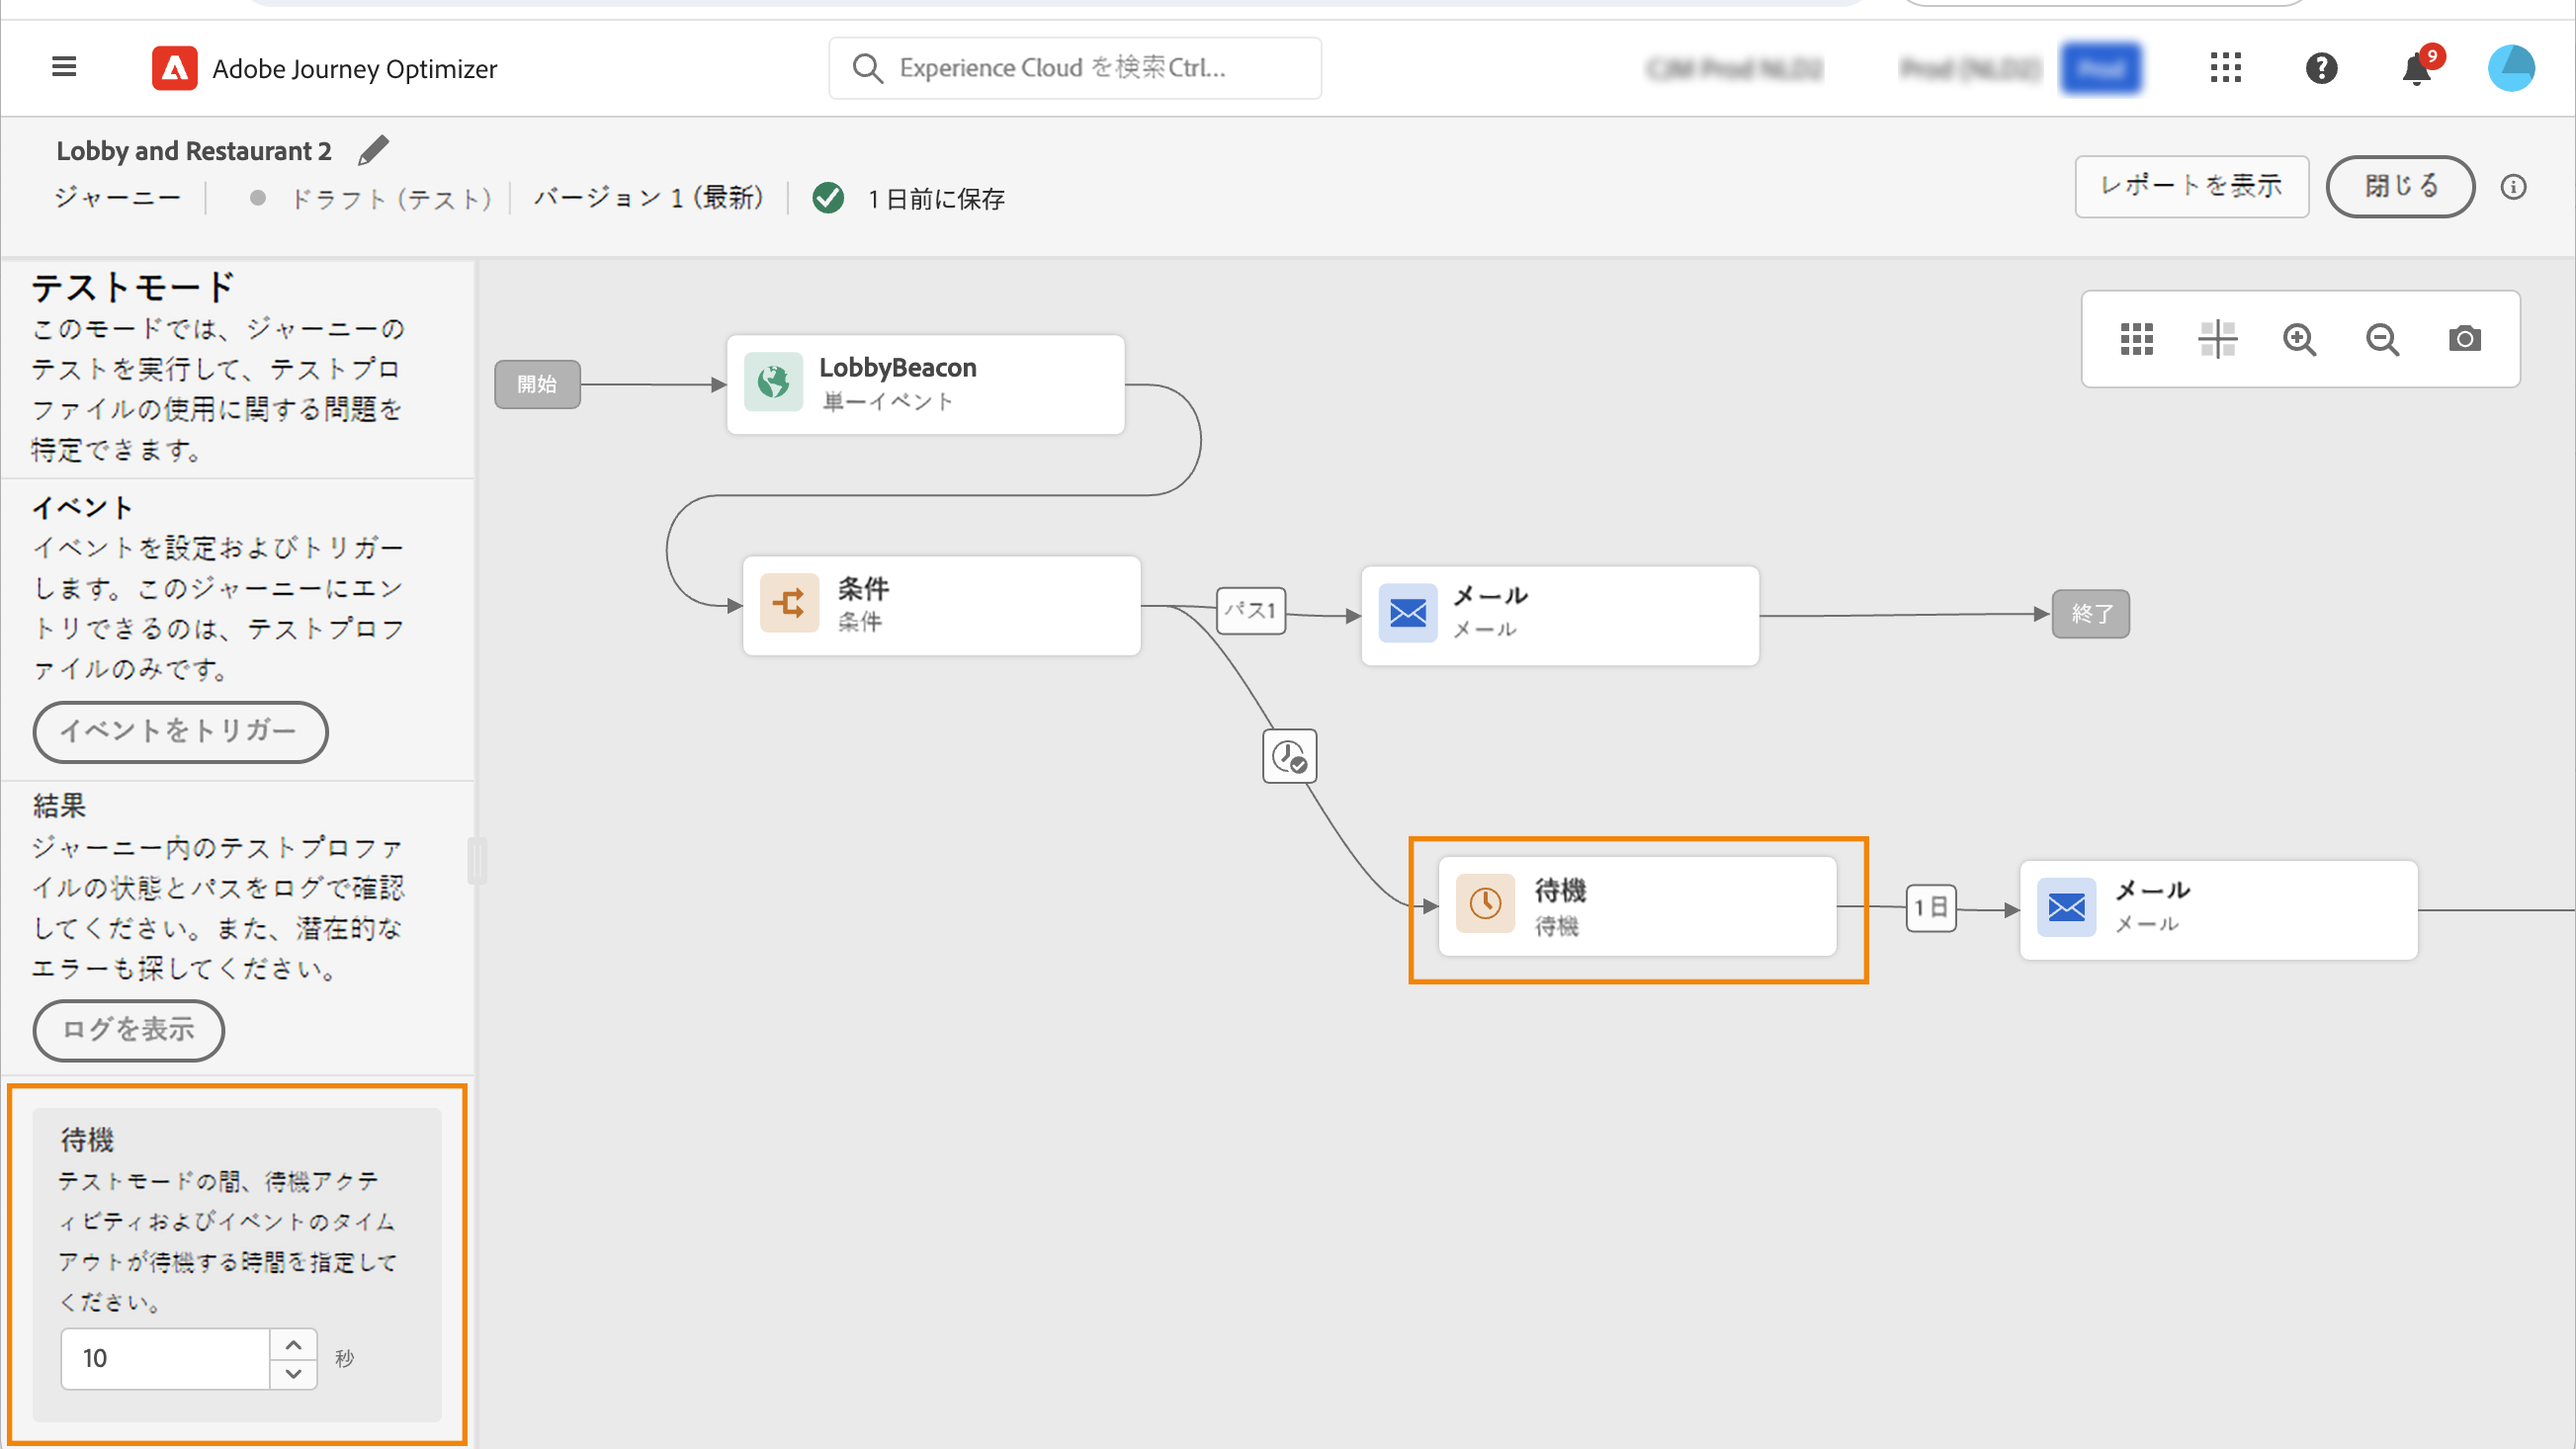 Adobe Journey Optimizer
Experience Cloud を検索Ctrl...
9
Lobby and Restaurant 2
ジャーニー
ドラフト (テスト)
バージョン 1 (最新)
1 日前に保存
レポートを表示
閉じる
テストモード
このモードでは、ジャーニーの
テストを実行して、テストプロ
ファイルの使用に関する問題を
特定できます。
イベント
イベントを設定およびトリガー
します。このジャーニーにエン
トリできるのは、テストプロフ
ァイルのみです。
イベントをトリガー
結果
ジャーニー内のテストプロファ
イルの状態とパスをログで確認
してください。また、潜在的な
エラーも探してください。
ログを表示
待機
テストモードの間、待機アクテ
ィビティおよびイベントのタイム
アウトが待機する時間を指定して
ください。
10
秒
開始
LobbyBeacon
単一イベント
条件
条件
パス1
メール
メール
終了
待機
待機
1 日
メール
メール